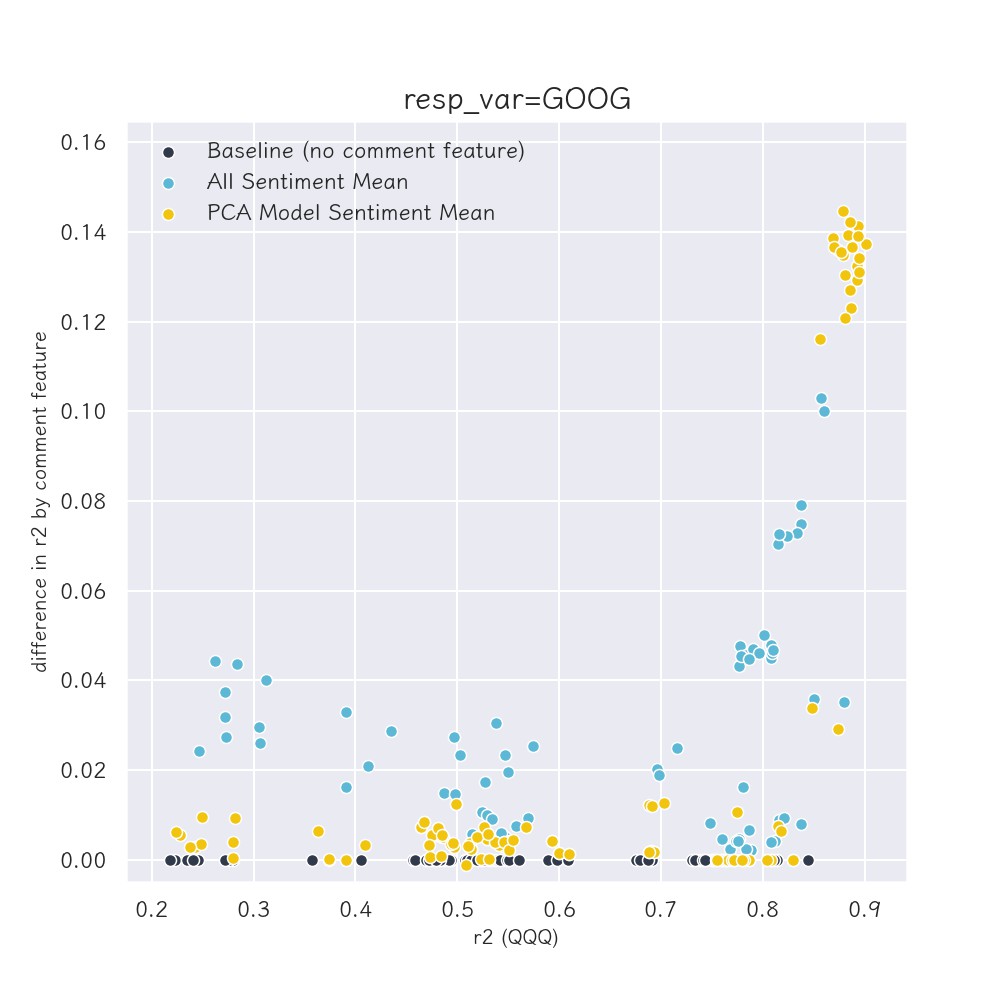 resp_var=GOOG
Baseline (no comment feature)
All Sentiment Mean
PCA Model Sentiment Mean
0.16
0.14
0.12
0.10
0.08
0.06
0.04
0.02
0.00
difference in r2 by comment feature
0.2 0.3 0.4 0.5 0.6 0.7 0.8 0.9
r2 (QQQ)